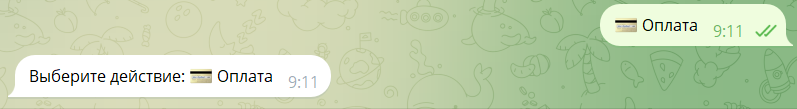 💳 Оплата 9:11
Выберите действие: 💳 Оплата 9:11